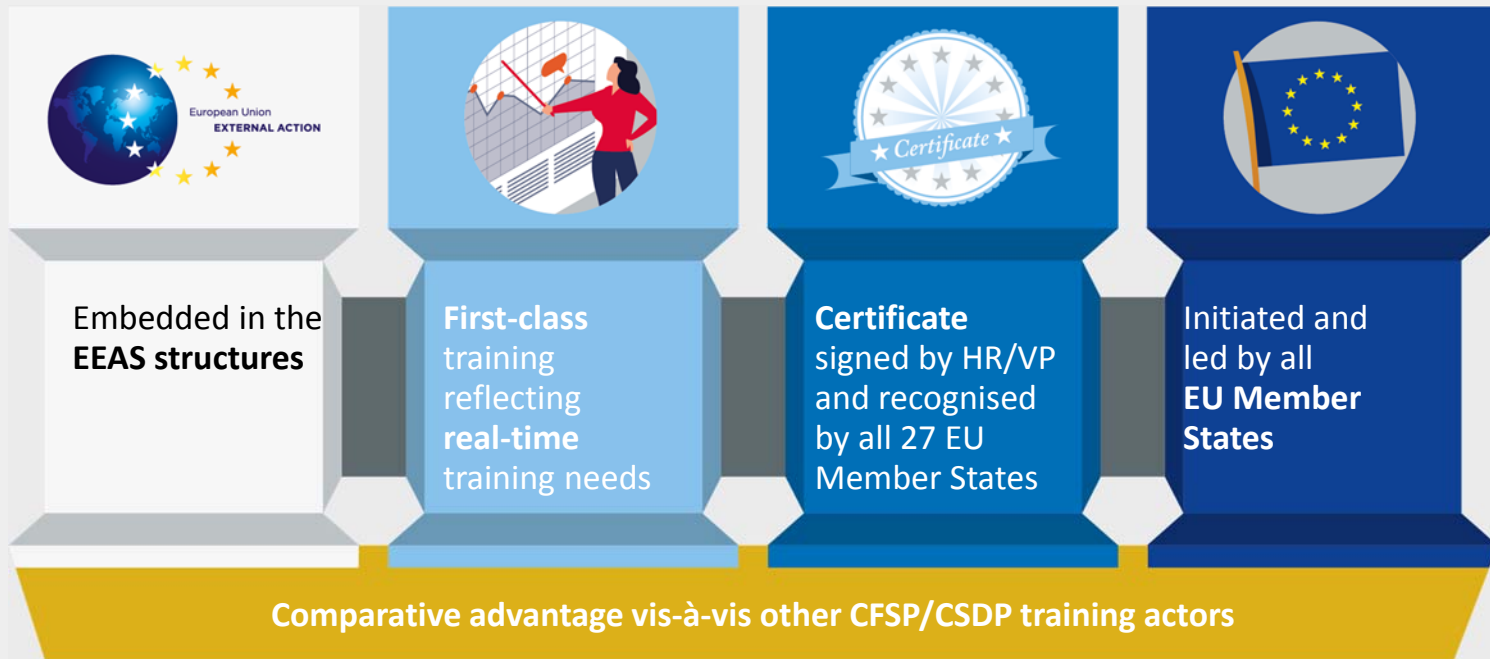 European Union
EXTERNAL ACTION
Certificate
Embedded in the
EEAS structures
First-class
training
reflecting
real-time
training needs
Certificate
signed by HR/VP
and recognised
by all 27 EU
Member States
Initiated and
led by all
EU Member
States
Comparative advantage vis-à-vis other CFSP/CSDP training actors